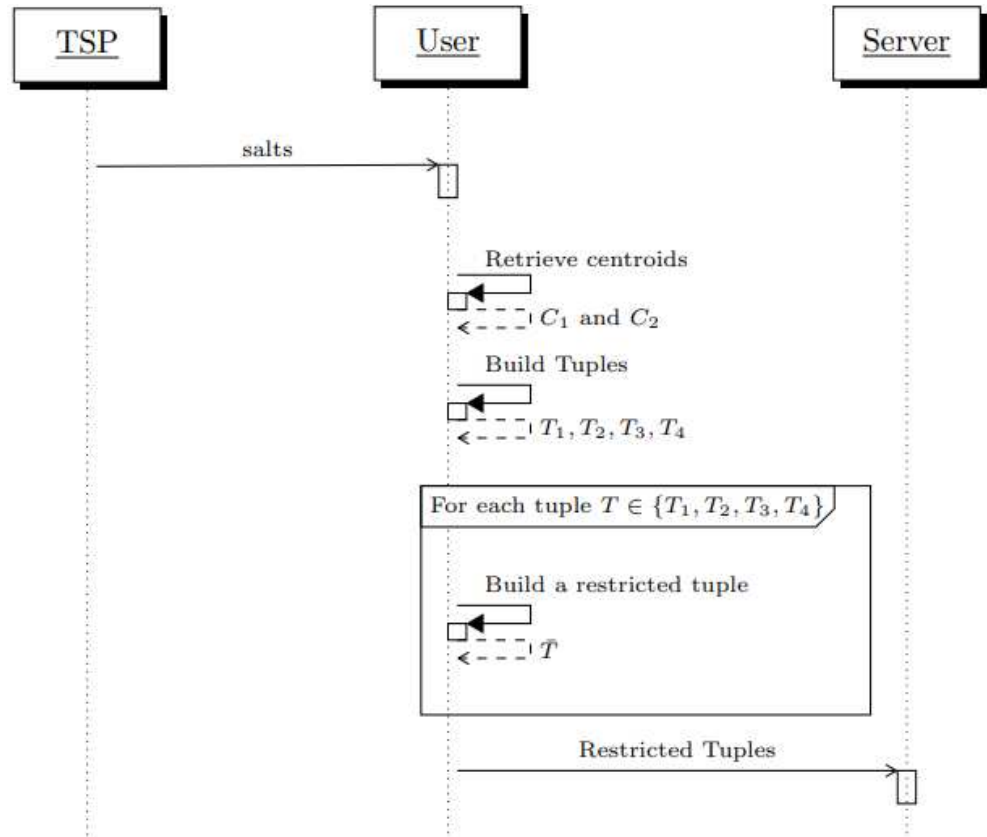 TSP
User
Server
salts
Retrieve centroids
C₁ and C₂
Build Tuples
T₁, T₂, T₃, T₄
For each tuple T ∈ {T₁, T₂, T₃, T₄}
Build a restricted tuple
T̄
Restricted Tuples